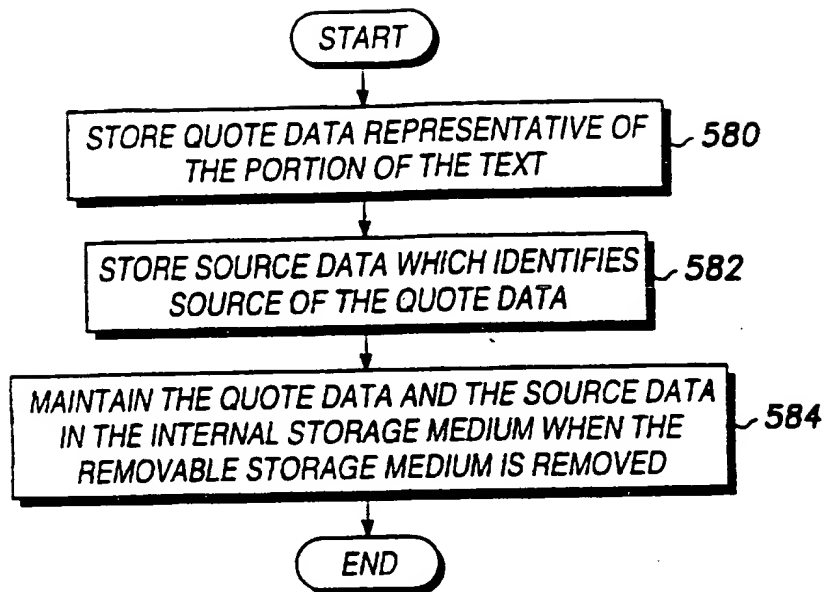 START
STORE QUOTE DATA REPRESENTATIVE OF
THE PORTION OF THE TEXT
580
STORE SOURCE DATA WHICH IDENTIFIES
SOURCE OF THE QUOTE DATA
582
MAINTAIN THE QUOTE DATA AND THE SOURCE DATA
IN THE INTERNAL STORAGE MEDIUM WHEN THE
REMOVABLE STORAGE MEDIUM IS REMOVED
584
END